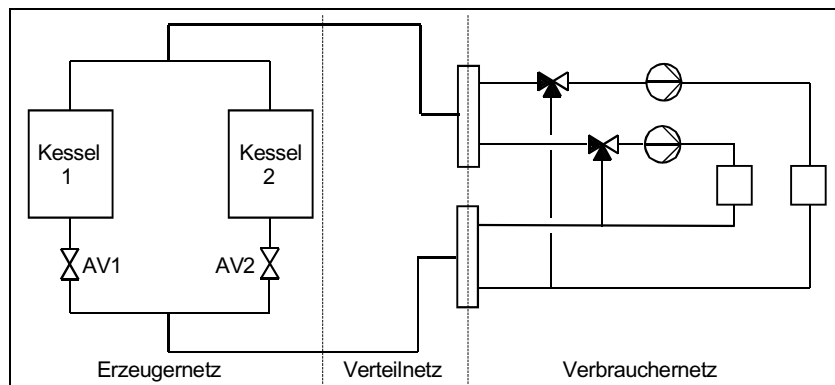 Kessel
1
Kessel
2
AV1
AV2
Erzeugernetz
Verteilnetz
Verbrauchernetz